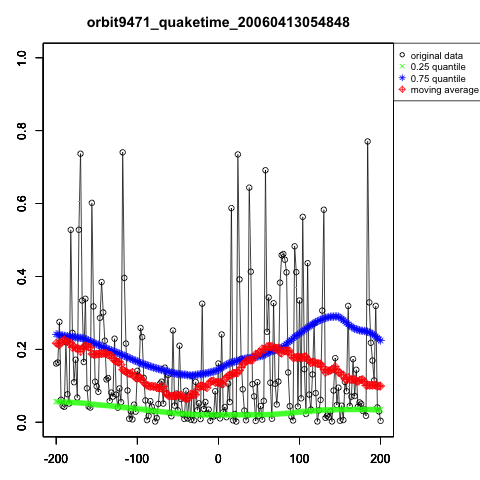 orbit9471_quaketime_20060413054848
original data
0.25 quantile
0.75 quantile
moving average
1.0
0.8
0.6
0.4
0.2
0.0
-200 -100 0 100 200